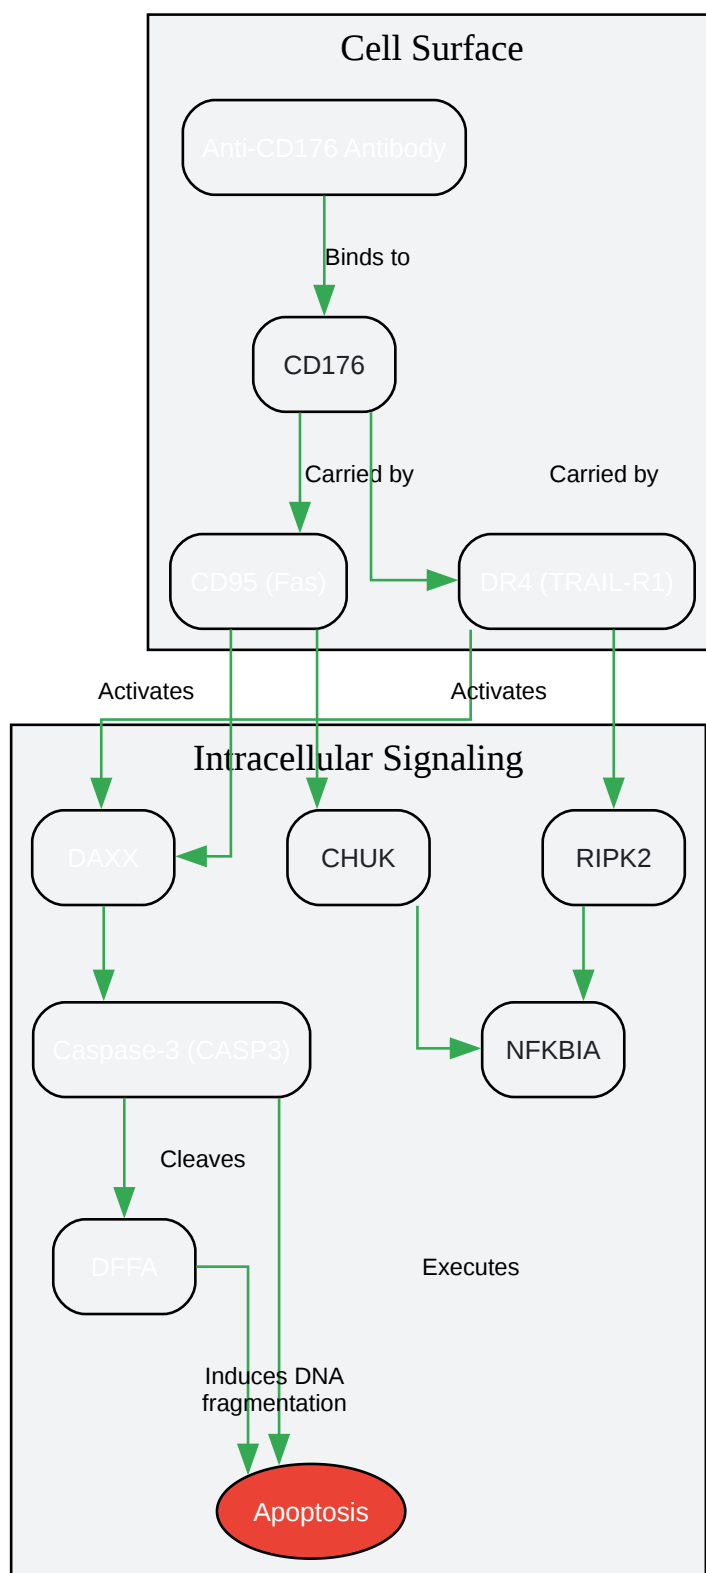 Cell Surface
Anti-CD176 Antibody
Binds to
CD176
Carried by
Carried by
CD95 (Fas)
DR4 (TRAIL-R1)
Activates
Activates
Intracellular Signaling
DAXX
CHUK
RIPK2
Caspase-3 (CASP3)
NFKBIA
Cleaves
DFFA
Executes
Induces DNA
fragmentation
Apoptosis